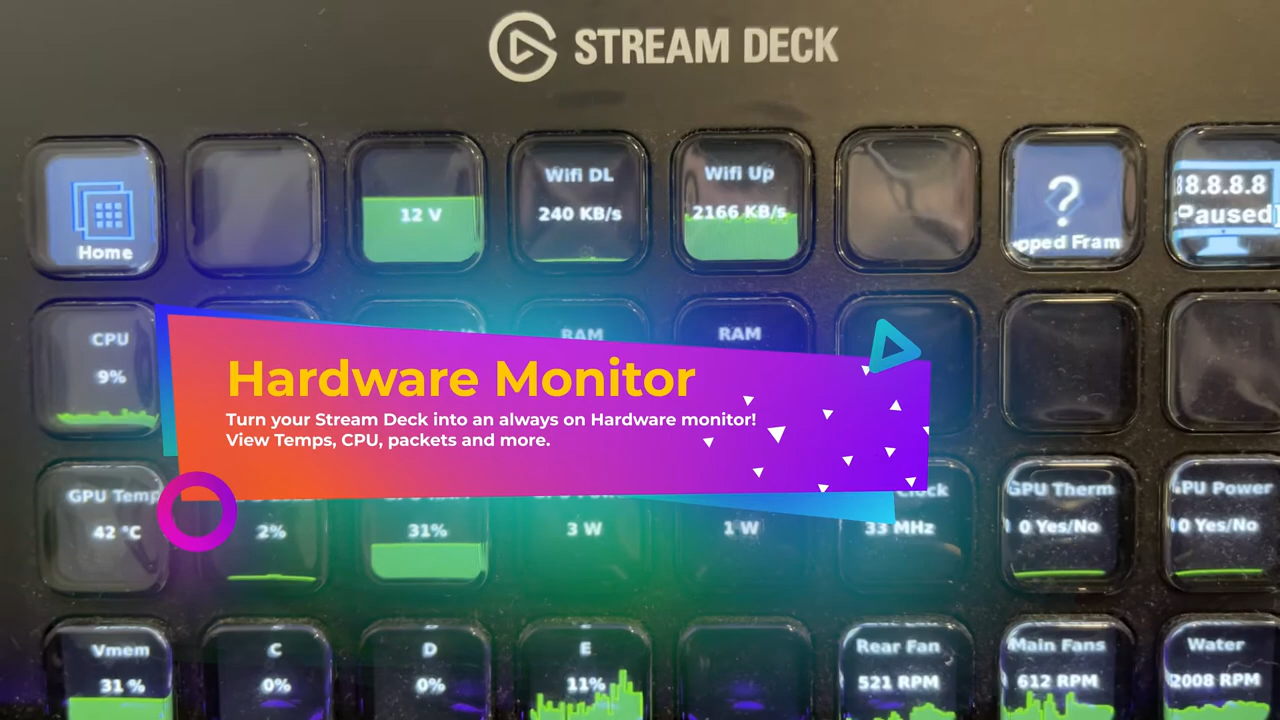 STREAM DECK
Home
12 V
Wifi DL
240 KB/s
Wifi Up
2166 KB/s
?
pped Fram
8.8.8.8
Paused
CPU
9%
RAM
RAM
Hardware Monitor
Turn your Stream Deck into an always on Hardware monitor!
View Temps, CPU, packets and more.
GPU Temp
42 °C
2%
31%
3 W
1 W
Clock
33 MHz
GPU Therm
0 Yes/No
GPU Power
0 Yes/No
Vmem
31 %
C
0%
D
0%
E
11%
Rear Fan
521 RPM
Main Fans
612 RPM
Water
2008 RPM